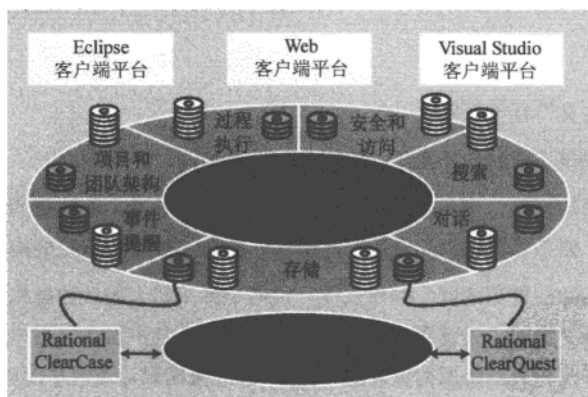 Eclipse
客户端平台
Web
客户端平台
Visual Studio
客户端平台
过程
执行
安全和
访问
项目和
团队架构
搜索
事件
提醒
对话
存储
Rational
ClearCase
Rational
ClearQuest